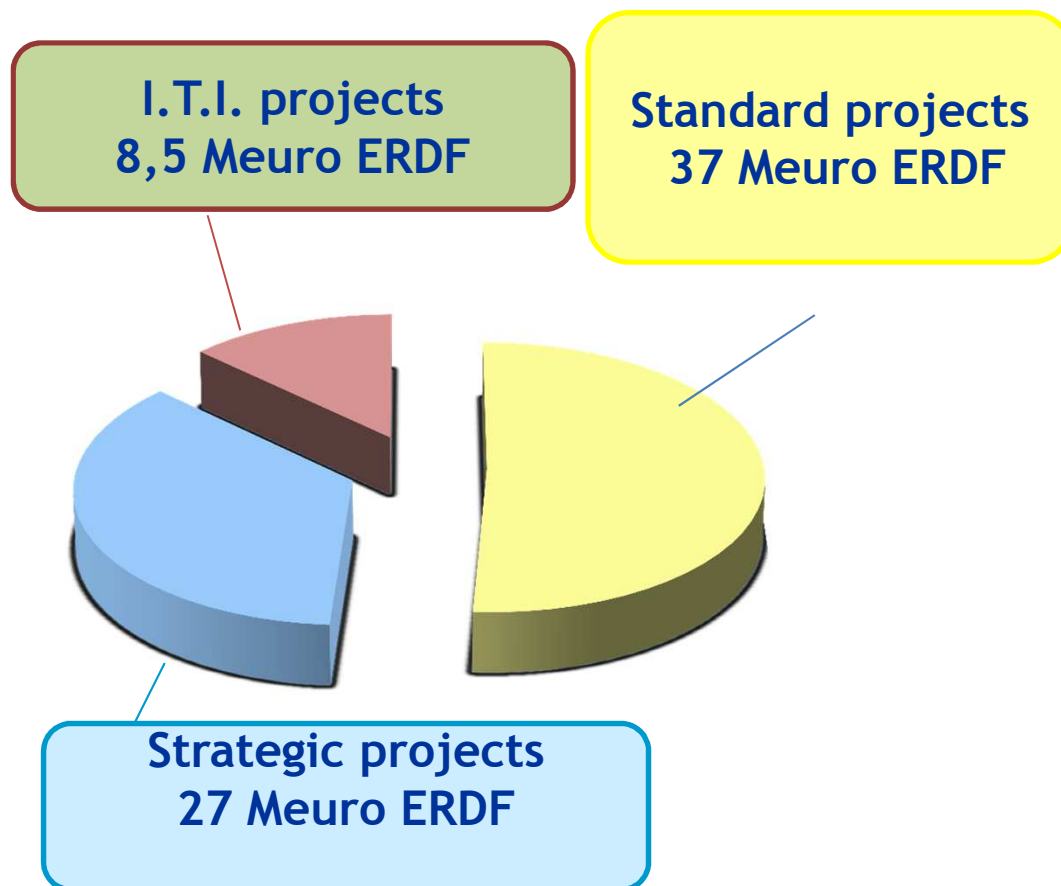 I.T.I. projects
8,5 Meuro ERDF
Standard projects
37 Meuro ERDF
Strategic projects
27 Meuro ERDF